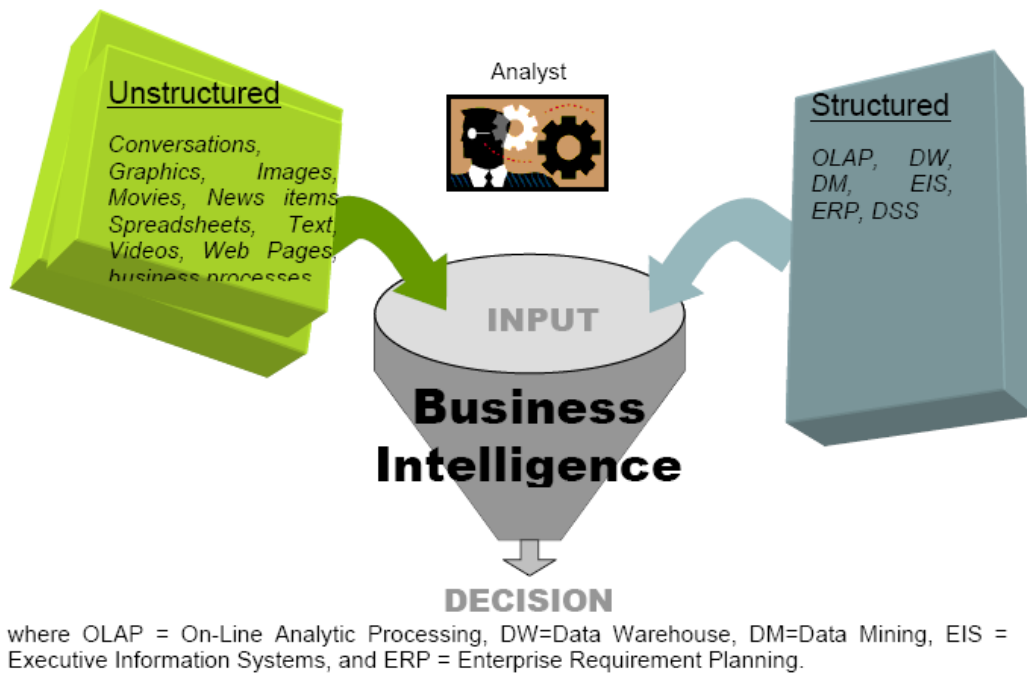 Analyst
Unstructured
Conversations,
Graphics, Images,
Movies, News items
Spreadsheets, Text,
Videos, Web Pages,
business processes
Structured
OLAP, DW,
DM, EIS,
ERP, DSS
INPUT
Business
Intelligence
DECISION
where OLAP = On-Line Analytic Processing, DW=Data Warehouse, DM=Data Mining, EIS =
Executive Information Systems, and ERP = Enterprise Requirement Planning.